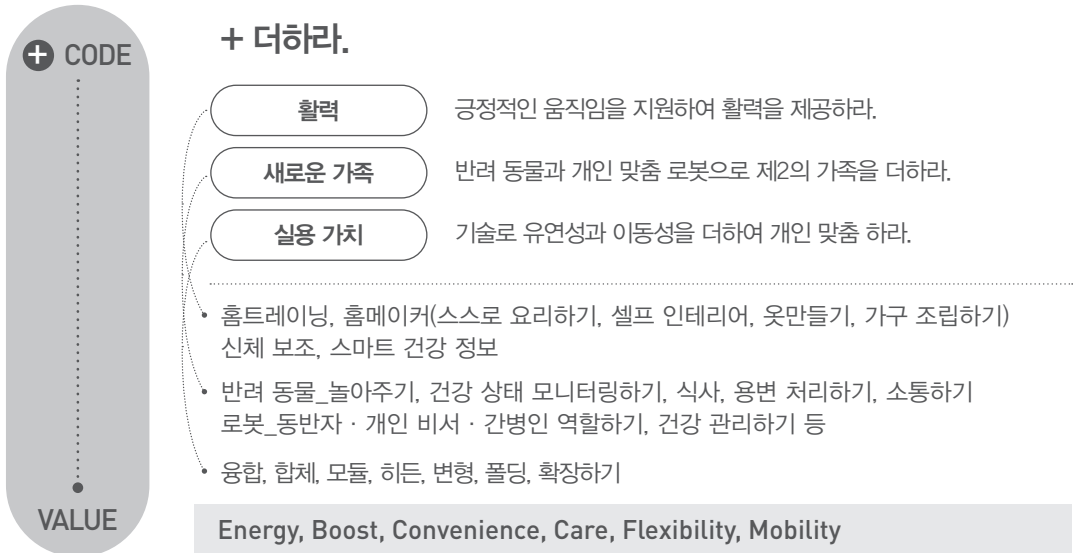 + CODE
+ 더하라.
활력
긍정적인 움직임을 지원하여 활력을 제공하라.
새로운 가족
반려 동물과 개인 맞춤 로봇으로 제2의 가족을 더하라.
실용 가치
기술로 유연성과 이동성을 더하여 개인 맞춤 하라.
• 홈트레이닝, 홈메이커(스스로 요리하기, 셀프 인테리어, 옷만들기, 가구 조립하기)
신체 보조, 스마트 건강 정보
• 반려 동물_놀아주기, 건강 상태 모니터링하기, 식사, 용변 처리하기, 소통하기
로봇_동반자 · 개인 비서 · 간병인 역할하기, 건강 관리하기 등
• 융합, 합체, 모듈, 히든, 변형, 폴딩, 확장하기
VALUE
Energy, Boost, Convenience, Care, Flexibility, Mobility